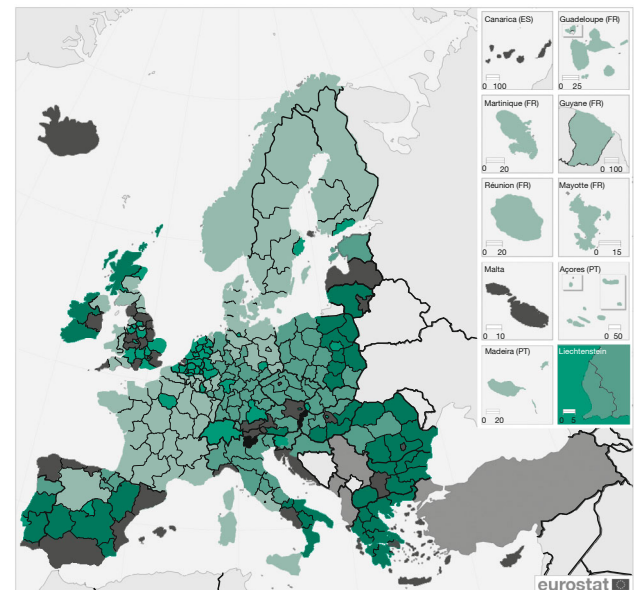 Canarica (ES)
0 100
Guadeloupe (FR)
0 25
Martinique (FR)
0 20
Guyane (FR)
0 100
Réunion (FR)
0 20
Mayotte (FR)
0 15
Malta
0 10
Açores (PT)
0 50
Madeira (PT)
0 20
Liechtenstein
0 5
eurostat